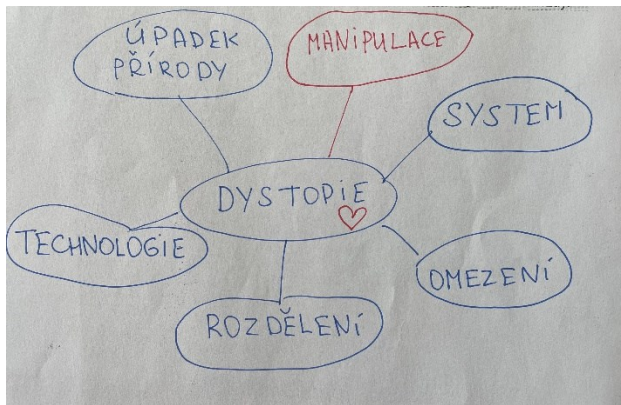 ÚPADEK
PŘÍRODY
MANIPULACE
SYSTEM
DYSTOPIE
TECHNOLOGIE
OMEZENÍ
ROZDĚLENÍ